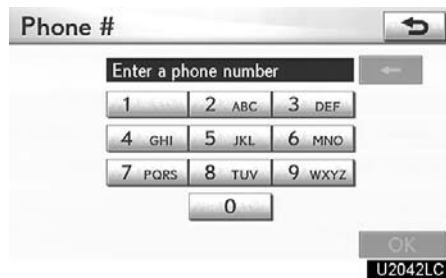 Phone #
Enter a phone number
1 2 ABC 3 DEF
4 GHI 5 JKL 6 MNO
7 PQRS 8 TUV 9 WXYZ
0
OK
U2042LC